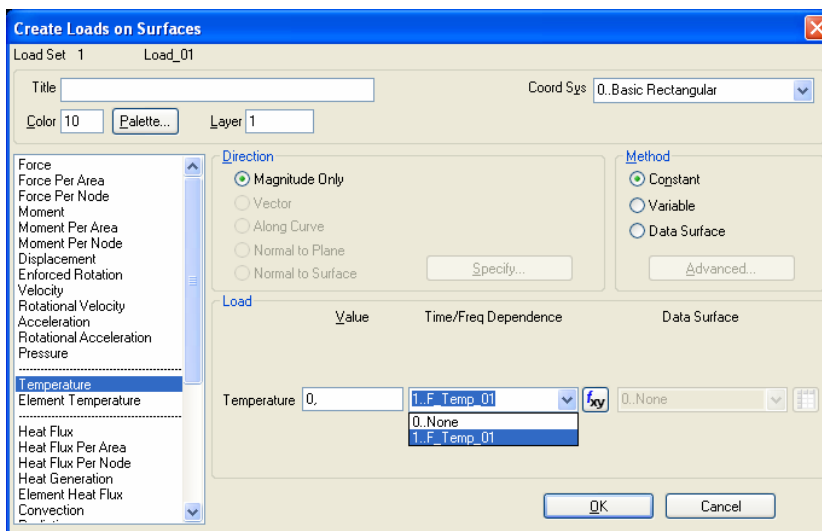 Create Loads on Surfaces
Load Set 1 Load_01
Title
Coord Sys 0..Basic Rectangular
Color 10 Palette... Layer 1
Force
Force Per Area
Force Per Node
Moment
Moment Per Area
Moment Per Node
Displacement
Enforced Rotation
Velocity
Rotational Velocity
Acceleration
Rotational Acceleration
Pressure
Temperature
Element Temperature
Heat Flux
Heat Flux Per Area
Heat Flux Per Node
Heat Generation
Element Heat Flux
Convection
Direction
Magnitude Only
Vector
Along Curve
Normal to Plane
Normal to Surface
Specify...
Method
Constant
Variable
Data Surface
Advanced...
Load
Value Time/Freq Dependence Data Surface
Temperature 0, 1..F_Temp_01 fxy 0..None
0..None
1..F_Temp_01
OK Cancel